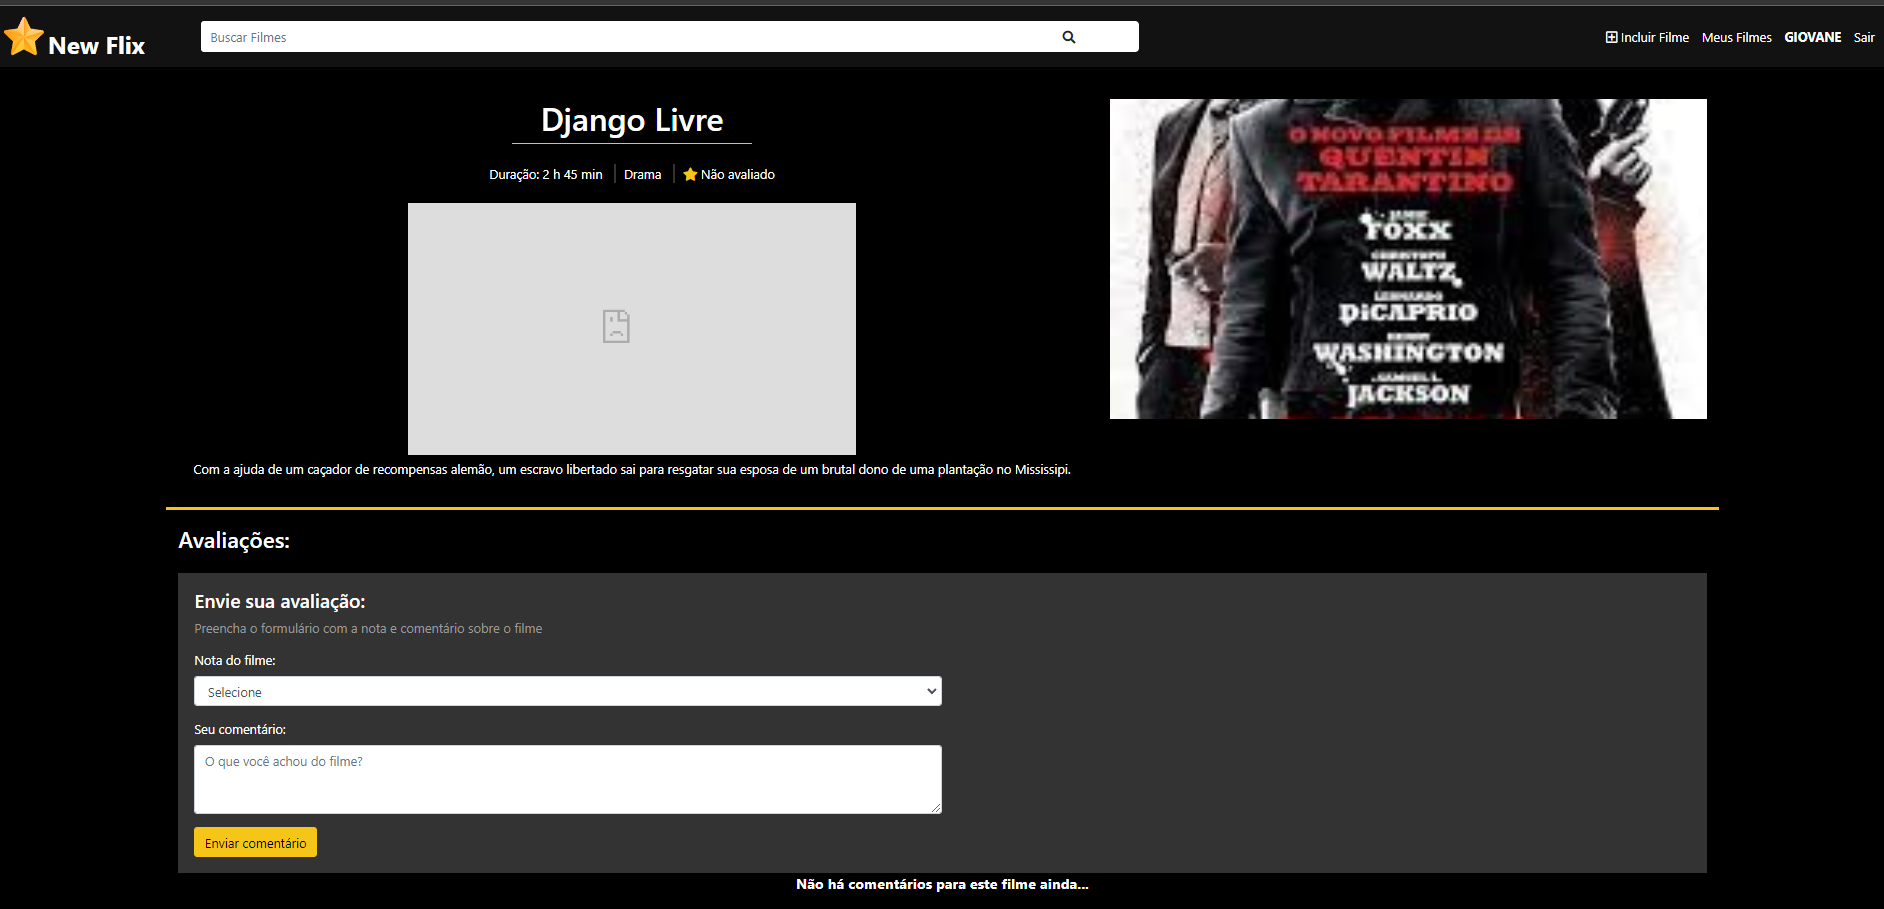 New Flix
Buscar Filmes
Incluir Filme
Meus Filmes
GIOVANE
Sair
Django Livre
Duração: 2 h 45 min
Drama
Não avaliado
O NOVO FILME DE
QUENTIN
TARANTINO
JAMIE
FOXX
CHRISTOPH
WALTZ
LEONARDO
DiCAPRIO
KERRY
WASHINGTON
SAMUEL L.
JACKSON
Com a ajuda de um caçador de recompensas alemão, um escravo libertado sai para resgatar sua esposa de um brutal dono de uma plantação no Mississipi.
Avaliações:
Envie sua avaliação:
Preencha o formulário com a nota e comentário sobre o filme
Nota do filme:
Selecione
Seu comentário:
O que você achou do filme?
Enviar comentário
Não há comentários para este filme ainda...